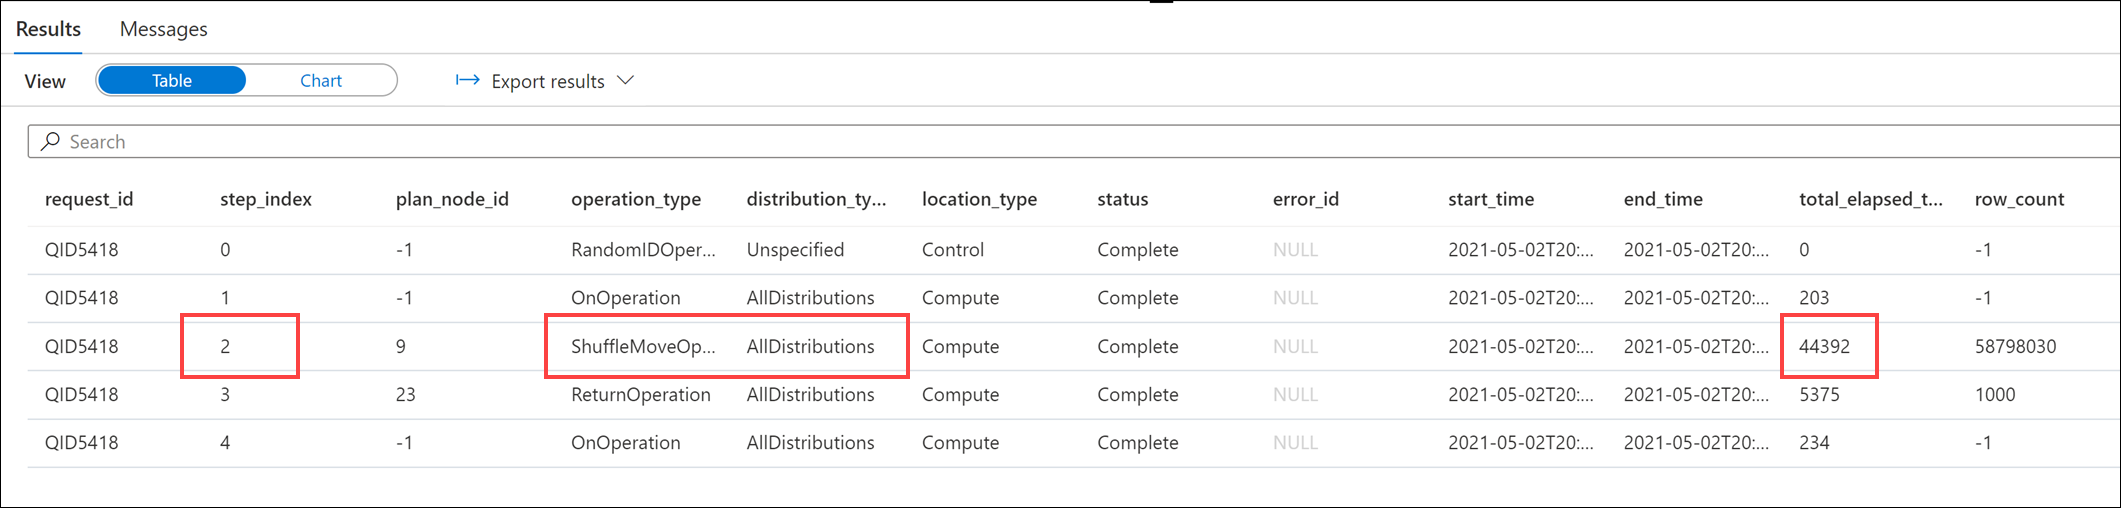 Results Messages
View Table Chart Export results
Search
request_id step_index plan_node_id operation_type distribution_ty... location_type status error_id start_time end_time total_elapsed_t... row_count
QID5418 0 -1 RandomIDOper... Unspecified Control Complete NULL 2021-05-02T20:... 2021-05-02T20:... 0 -1
QID5418 1 -1 OnOperation AllDistributions Compute Complete NULL 2021-05-02T20:... 2021-05-02T20:... 203 -1
QID5418 2 9 ShuffleMoveOp... AllDistributions Compute Complete NULL 2021-05-02T20:... 2021-05-02T20:... 44392 58798030
QID5418 3 23 ReturnOperation AllDistributions Compute Complete NULL 2021-05-02T20:... 2021-05-02T20:... 5375 1000
QID5418 4 -1 OnOperation AllDistributions Compute Complete NULL 2021-05-02T20:... 2021-05-02T20:... 234 -1